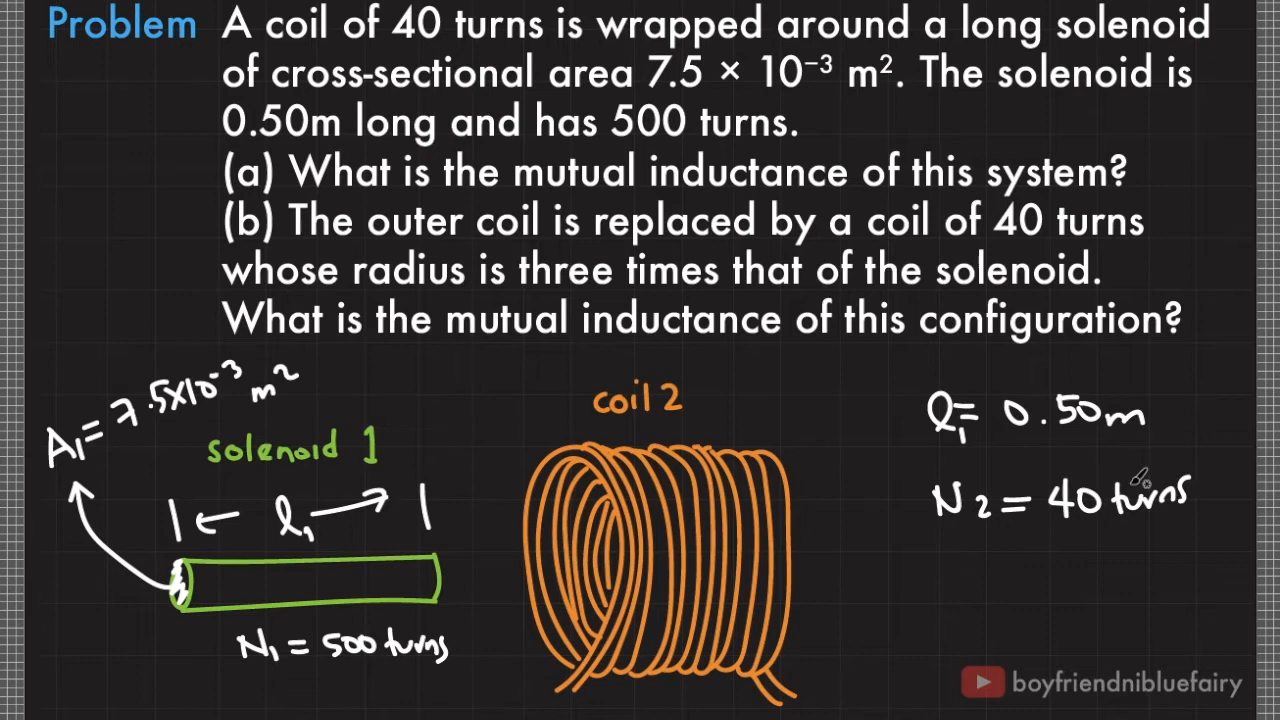 Problem A coil of 40 turns is wrapped around a long solenoid
of cross-sectional area 7.5 × 10⁻³ m². The solenoid is
0.50m long and has 500 turns.
(a) What is the mutual inductance of this system?
(b) The outer coil is replaced by a coil of 40 turns
whose radius is three times that of the solenoid.
What is the mutual inductance of this configuration?
A₁= 7.5x10⁻³ m²
solenoid 1
l₁
N₁ = 500 turns
coil 2
l₁= 0.50m
N₂ = 40 turns
boyfriendnibluefairy